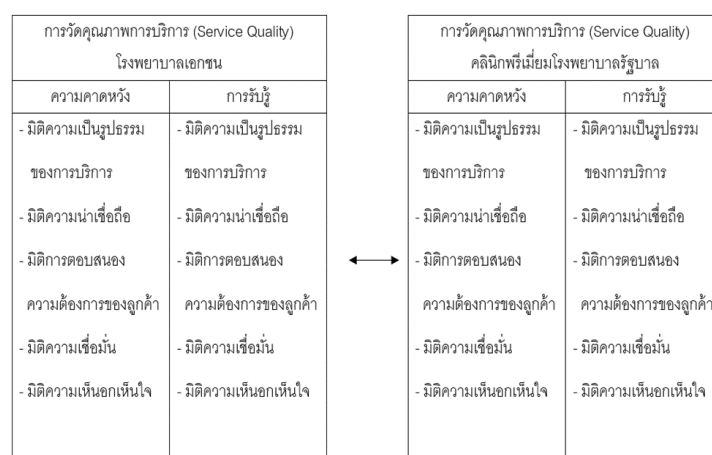 การวัดคุณภาพการบริการ (Service Quality)
โรงพยาบาลเอกชน
ความคาดหวัง
- มิติความเป็นรูปธรรม
ของการบริการ
- มิติความน่าเชื่อถือ
- มิติการตอบสนอง
ความต้องการของลูกค้า
- มิติความเชื่อมั่น
- มิติความเห็นอกเห็นใจ
การรับรู้
- มิติความเป็นรูปธรรม
ของการบริการ
- มิติความน่าเชื่อถือ
- มิติการตอบสนอง
ความต้องการของลูกค้า
- มิติความเชื่อมั่น
- มิติความเห็นอกเห็นใจ
การวัดคุณภาพการบริการ (Service Quality)
คลินิกพรีเมี่ยมโรงพยาบาลรัฐบาล
ความคาดหวัง
- มิติความเป็นรูปธรรม
ของการบริการ
- มิติความน่าเชื่อถือ
- มิติการตอบสนอง
ความต้องการของลูกค้า
- มิติความเชื่อมั่น
- มิติความเห็นอกเห็นใจ
การรับรู้
- มิติความเป็นรูปธรรม
ของการบริการ
- มิติความน่าเชื่อถือ
- มิติการตอบสนอง
ความต้องการของลูกค้า
- มิติความเชื่อมั่น
- มิติความเห็นอกเห็นใจ